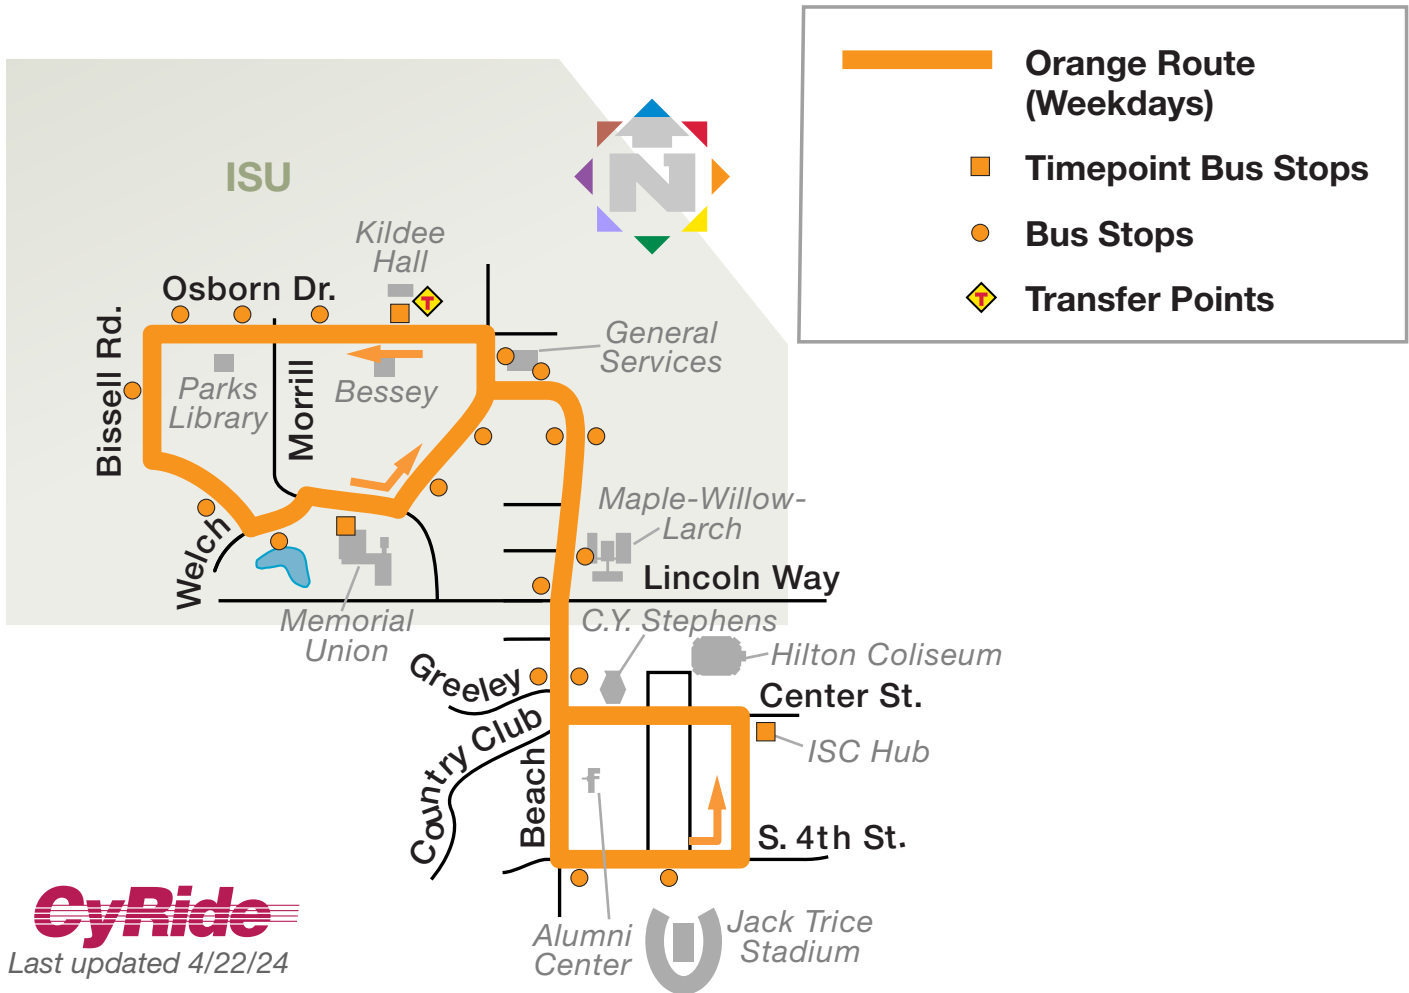 Orange Route
(Weekdays)
Timepoint Bus Stops
Bus Stops
T
Transfer Points
ISU
N
Kildee
Hall
Osborn Dr.
T
General
Services
Bissell Rd.
Parks
Library
Morrill
Bessey
Maple-Willow-
Larch
Welch
Lincoln Way
Memorial
Union
C.Y. Stephens
Hilton Coliseum
Greeley
Center St.
Country Club
ISC Hub
Beach
S. 4th St.
CyRide
Last updated 4/22/24
Alumni
Center
Jack Trice
Stadium